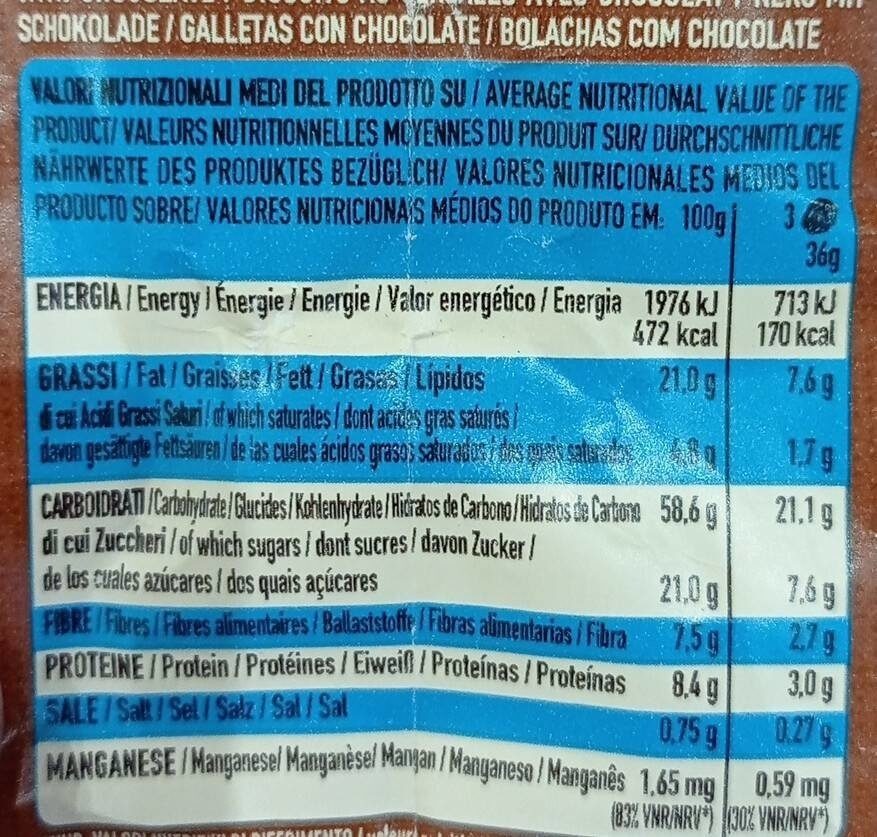 SCHOKOLADE / GALLETAS CON CHOCOLATE / BOLACHAS COM CHOCOLATE
VALORI NUTRIZIONALI MEDI DEL PRODOTTO SU / AVERAGE NUTRITIONAL VALUE OF THE
PRODUCT/ VALEURS NUTRITIONNELLES MOYENNES DU PRODUIT SUR/ DURCHSCHNITTLICHE
NÄHRWERTE DES PRODUKTES BEZÜGLICH/ VALORES NUTRICIONALES MEDIOS DEL
PRODUCTO SOBRE/ VALORES NUTRICIONAIS MÉDIOS DO PRODUTO EM: 100g 3
36g
ENERGIA / Energy / Énergie / Energie / Valor energético / Energia 1976 kJ 713 kJ
472 kcal 170 kcal
GRASSI / Fat / Graisses / Fett / Grasas / Lípidos 21,0 g 7,6 g
di cui Acidi Grassi Saturi / of which saturates / dont acides gras saturés /
davon gesättigte Fettsäuren / de las cuales ácidos grasos saturados / dos quais saturados 4,8 g 1,7 g
CARBOIDRATI /Carbohydrate / Glucides / Kohlenhydrate / Hidratos de Carbono / Hidratos de Carbono 58,6 g 21,1 g
di cui Zuccheri / of which sugars / dont sucres / davon Zucker /
de los cuales azúcares / dos quais açúcares 21,0 g 7,6 g
FIBRE / Fibres / Fibres alimentaires / Ballaststoffe / Fibras alimentarias / Fibra 7,5 g 2,7 g
PROTEINE / Protein / Protéines / Eiweiß / Proteínas / Proteínas 8,4 g 3,0 g
SALE / Salt / Sel / Salz / Sal / Sal 0,75 g 0,27 g
MANGANESE / Manganese/ Manganèse/ Mangan / Manganeso / Manganês 1,65 mg 0,59 mg
(83% VNR/NRV*) (30% VNR/NRV*)